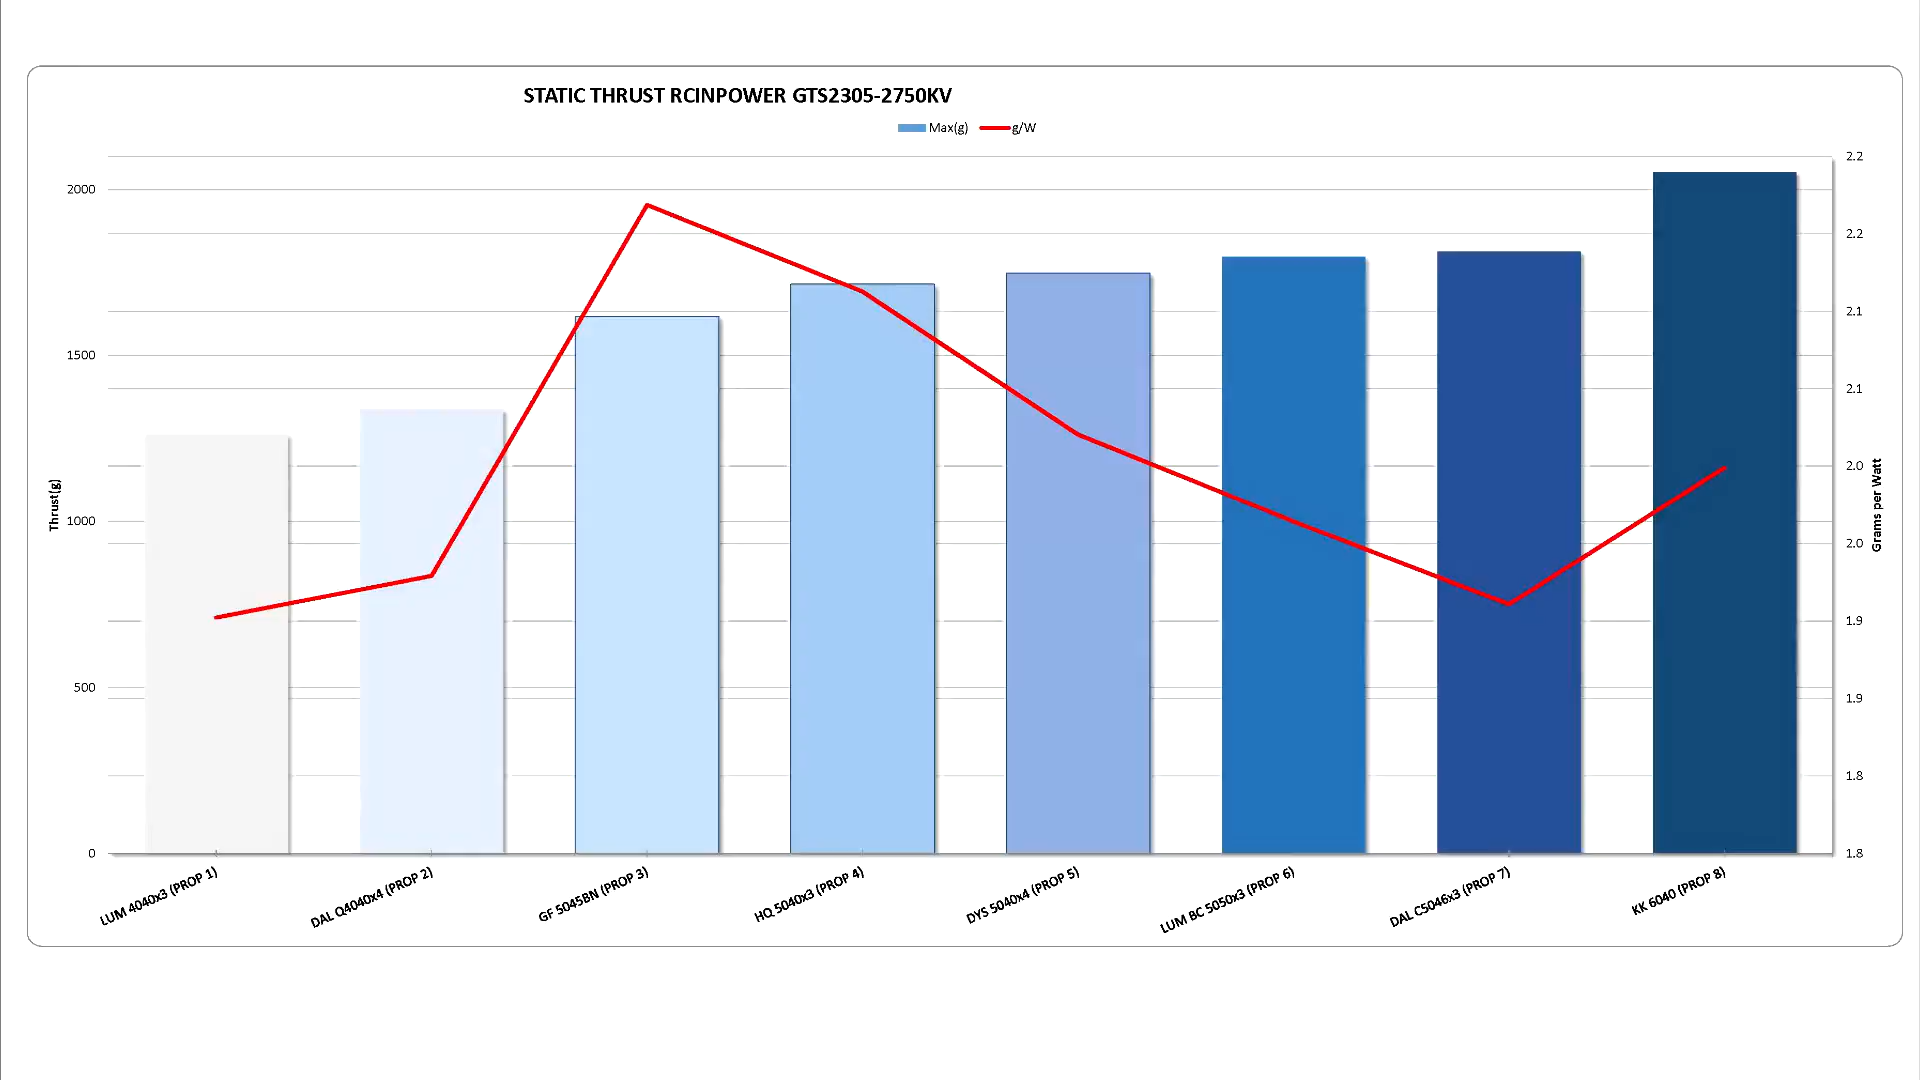 STATIC THRUST RCINPOWER GTS2305-2750KV
Max(g) g/W
2000
1500
1000
500
0
Thrust(g)
2.2
2.2
2.1
2.1
2.0
2.0
1.9
1.9
1.8
1.8
Grams per Watt
LUM 4040x3 (PROP 1)
DAL Q4040x4 (PROP 2)
GF 5045BN (PROP 3)
HQ 5040x3 (PROP 4)
DYS 5040x4 (PROP 5)
LUM BC 5050x3 (PROP 6)
DAL C5046x3 (PROP 7)
KK 6040 (PROP 8)